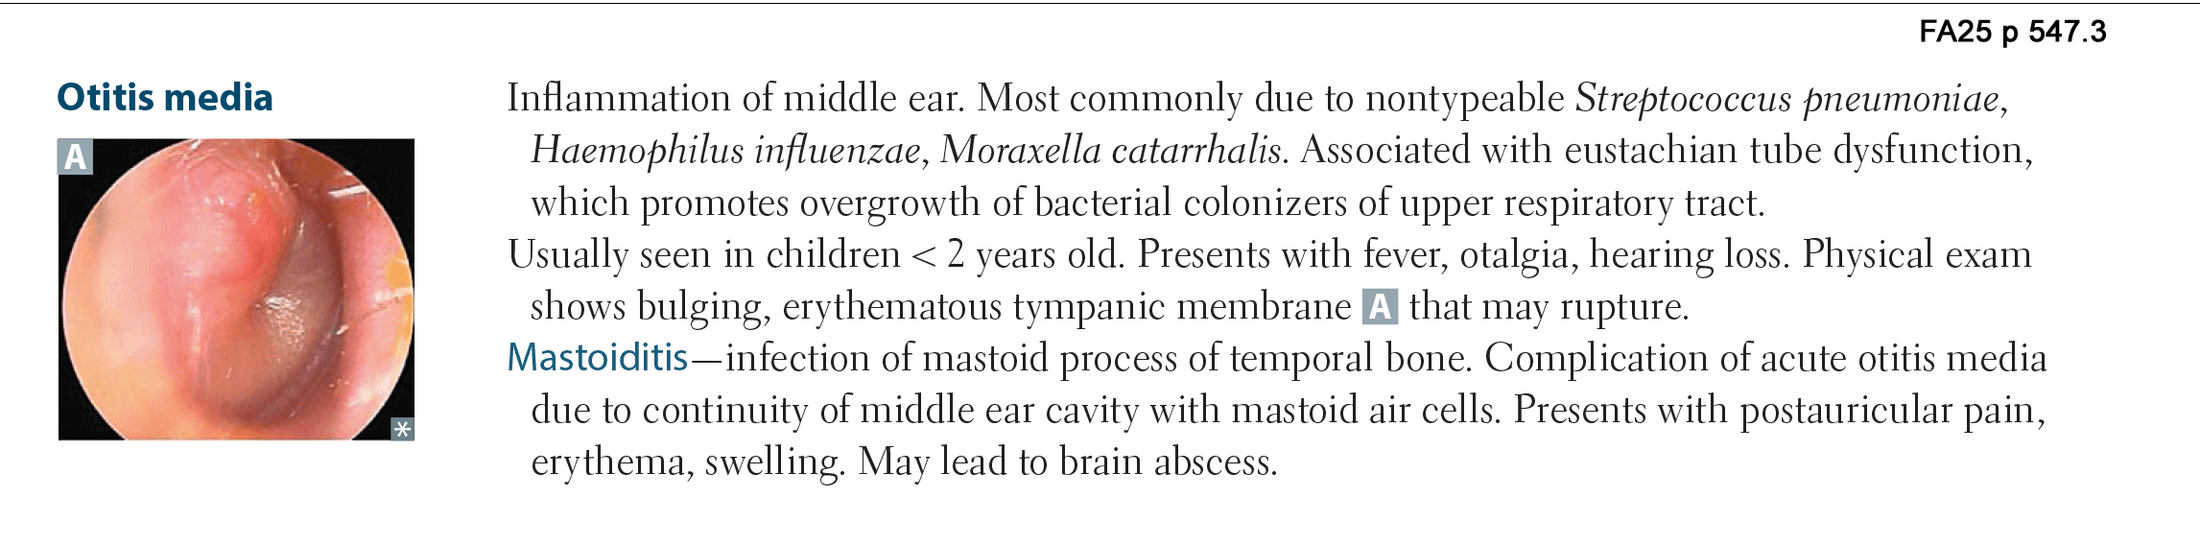 FA25 p 547.3
Otitis media
A
*
Inflammation of middle ear. Most commonly due to nontypeable Streptococcus pneumoniae,
Haemophilus influenzae, Moraxella catarrhalis. Associated with eustachian tube dysfunction,
which promotes overgrowth of bacterial colonizers of upper respiratory tract.
Usually seen in children < 2 years old. Presents with fever, otalgia, hearing loss. Physical exam
shows bulging, erythematous tympanic membrane A that may rupture.
Mastoiditis—infection of mastoid process of temporal bone. Complication of acute otitis media
due to continuity of middle ear cavity with mastoid air cells. Presents with postauricular pain,
erythema, swelling. May lead to brain abscess.